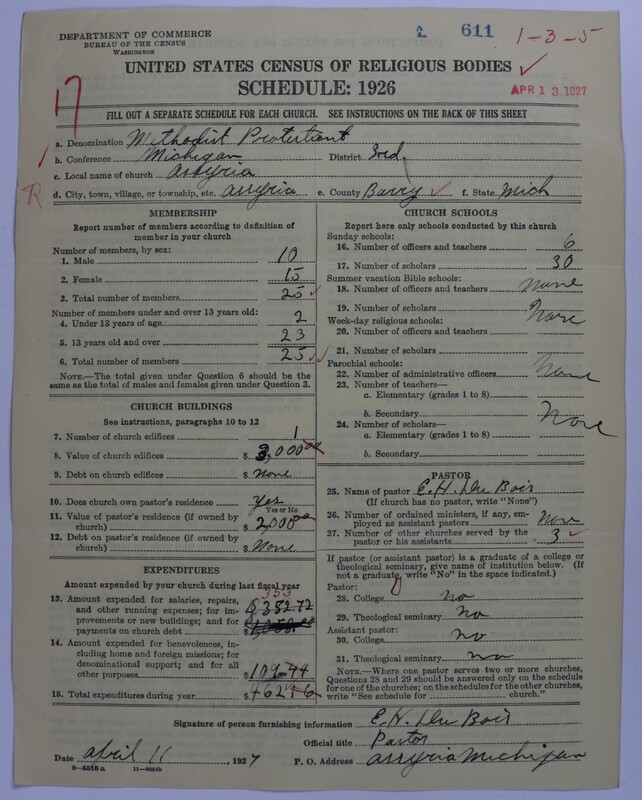 DEPARTMENT OF COMMERCE
BUREAU OF THE CENSUS
WASHINGTON
611
1-3-5
UNITED STATES CENSUS OF RELIGIOUS BODIES
SCHEDULE: 1926
APR 13 1927
17
FILL OUT A SEPARATE SCHEDULE FOR EACH CHURCH. SEE INSTRUCTIONS ON THE BACK OF THIS SHEET
a. Denomination Methodist Protestant
b. Conference Michigan District 3rd.
c. Local name of church Assyria
R
d. City, town, village, or township, etc. Assyria e. County Barry f. State Mich
MEMBERSHIP
Report number of members according to definition of
member in your church
Number of members, by sex:
1. Male 10
2. Female 15
3. Total number of members 25
Number of members under and over 13 years old:
4. Under 13 years of age 2
5. 13 years old and over 23
6. Total number of members 25
NOTE.—The total given under Question 6 should be
the same as the total of males and females given under Question 3.
CHURCH BUILDINGS
See instructions, paragraphs 10 to 12
7. Number of church edifices 1
8. Value of church edifices $ 3,000 00
9. Debt on church edifices $ None
10. Does church own pastor's residence Yes
Yes or No
11. Value of pastor's residence (if owned by
church) $ 2,000 00
12. Debt on pastor's residence (if owned by
church) $ None
EXPENDITURES
Amount expended by your church during last fiscal year
353
13. Amount expended for salaries, repairs,
and other running expenses; for im-
provements or new buildings; and for
payments on church debt $ 352.72
14. Amount expended for benevolences, in-
cluding home and foreign missions; for
denominational support; and for all
other purposes $ 109.44
15. Total expenditures during year $ 462 16
CHURCH SCHOOLS
Report here only schools conducted by this church
Sunday schools:
16. Number of officers and teachers 6
17. Number of scholars 30
Summer vacation Bible schools:
18. Number of officers and teachers None
19. Number of scholars None
Week-day religious schools:
20. Number of officers and teachers
21. Number of scholars
Parochial schools:
22. Number of administrative officers None
23. Number of teachers—
a. Elementary (grades 1 to 8)
b. Secondary None
24. Number of scholars—
a. Elementary (grades 1 to 8)
b. Secondary
PASTOR
25. Name of pastor E. H. Du Bois
(If church has no pastor, write "None")
26. Number of ordained ministers, if any, em-
ployed as assistant pastors None
27. Number of other churches served by the
pastor or his assistants 3
If pastor (or assistant pastor) is a graduate of a college or
theological seminary, give name of institution below. (If
not a graduate, write "No" in the space indicated.)
Pastor:
28. College no
29. Theological seminary no
Assistant pastor:
30. College no
31. Theological seminary no
NOTE.—Where one pastor serves two or more churches,
Questions 28 and 29 should be answered only on the schedule
for one of the churches; on the schedules for the other churches,
write "See schedule for church."
Signature of person furnishing information E. H. Du Bois
Official title Pastor
Date April 11, 1927 P. O. Address Assyria Michigan
8-5518a 11-9556